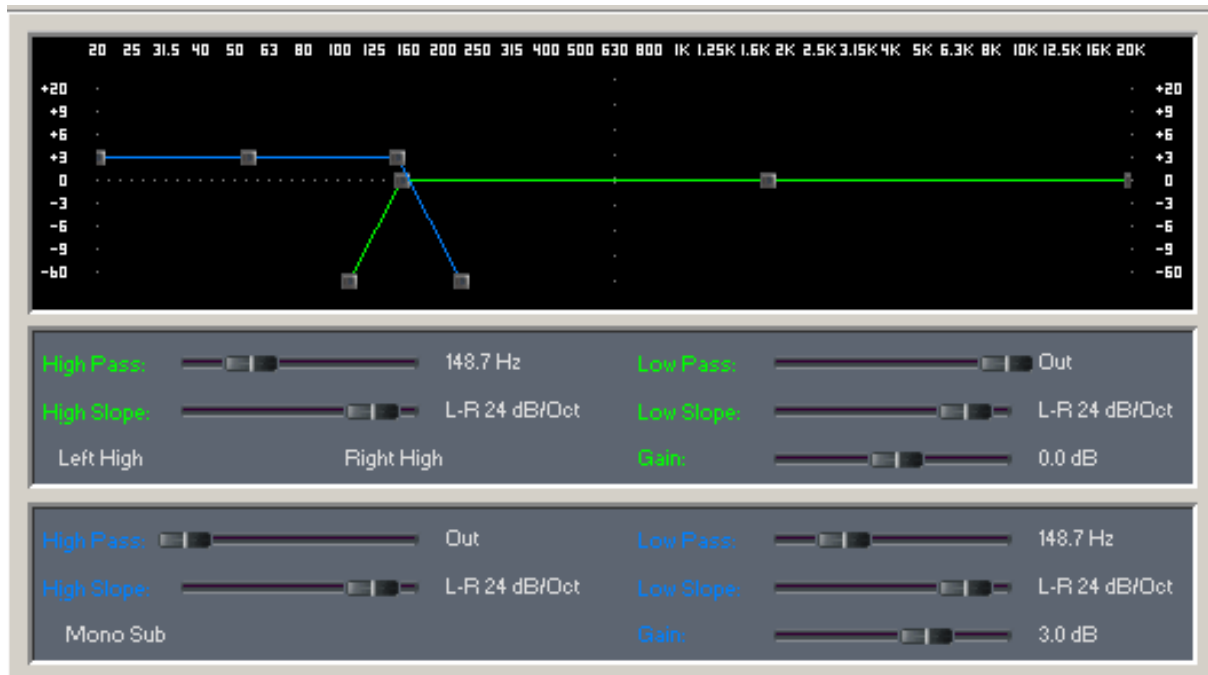 20 25 31.5 40 50 63 80 100 125 160 200 250 315 400 500 630 800 1K 1.25K 1.6K 2K 2.5K 3.15K 4K 5K 6.3K 8K 10K 12.5K 16K 20K
+20 +20
+9 +9
+6 +6
+3 +3
0 0
-3 -3
-6 -6
-9 -9
-60 -60
High Pass: 148.7 Hz Low Pass: Out
High Slope: L-R 24 dB/Oct Low Slope: L-R 24 dB/Oct
Left High Right High Gain: 0.0 dB
High Pass: Out Low Pass: 148.7 Hz
High Slope: L-R 24 dB/Oct Low Slope: L-R 24 dB/Oct
Mono Sub Gain: 3.0 dB